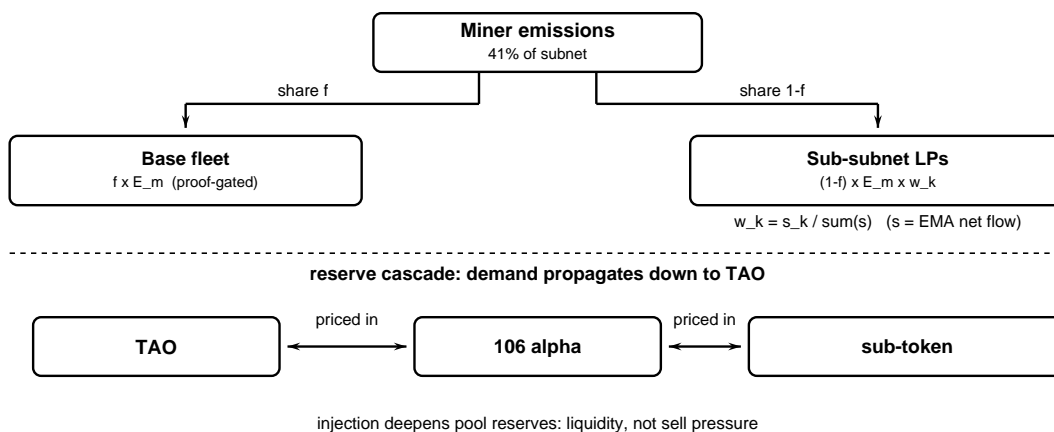 Miner emissions
41% of subnet
share f
share 1-f
Base fleet
f x E_m (proof-gated)
Sub-subnet LPs
(1-f) x E_m x w_k
w_k = s_k / sum(s) (s = EMA net flow)
reserve cascade: demand propagates down to TAO
TAO
priced in
106 alpha
priced in
sub-token
injection deepens pool reserves: liquidity, not sell pressure